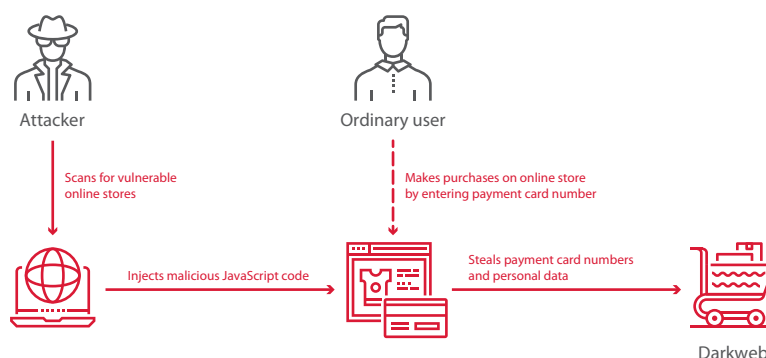 Attacker
Ordinary user
Scans for vulnerable
online stores
Makes purchases on online store
by entering payment card number
Injects malicious JavaScript code
Steals payment card numbers
and personal data
Darkweb